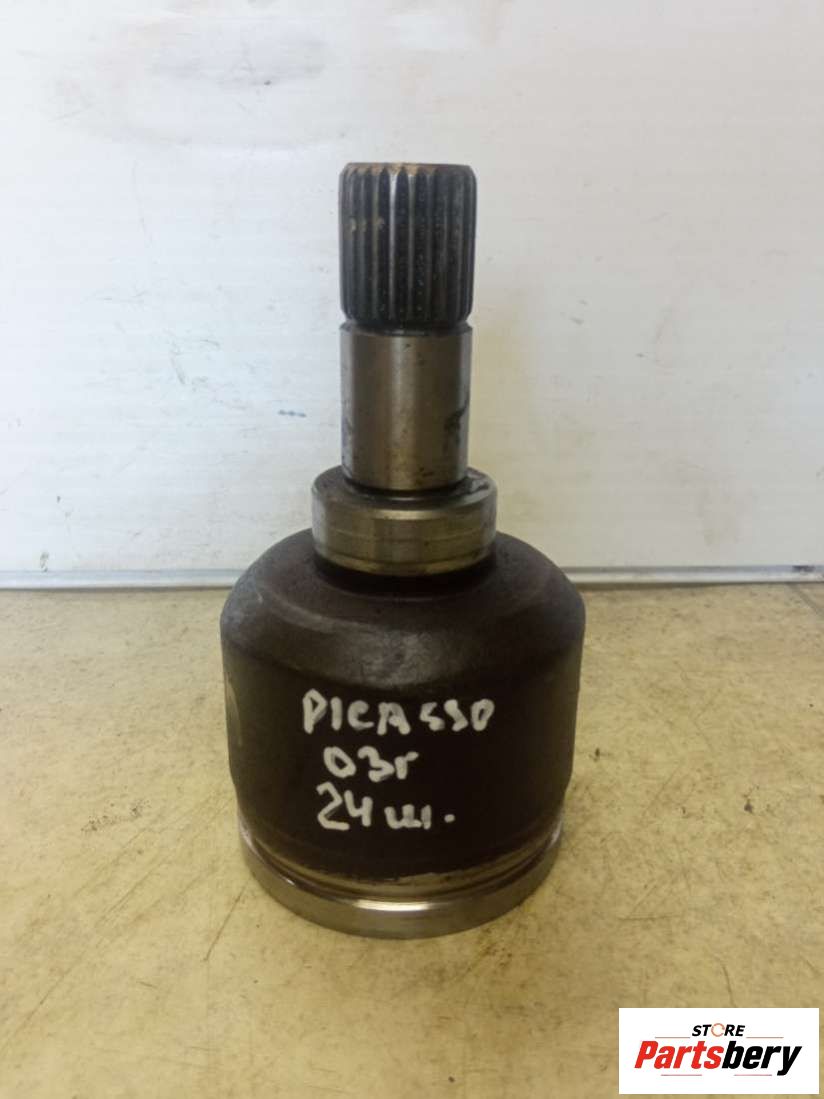 PICASSO
03г
24ш.
STORE
Partsbery